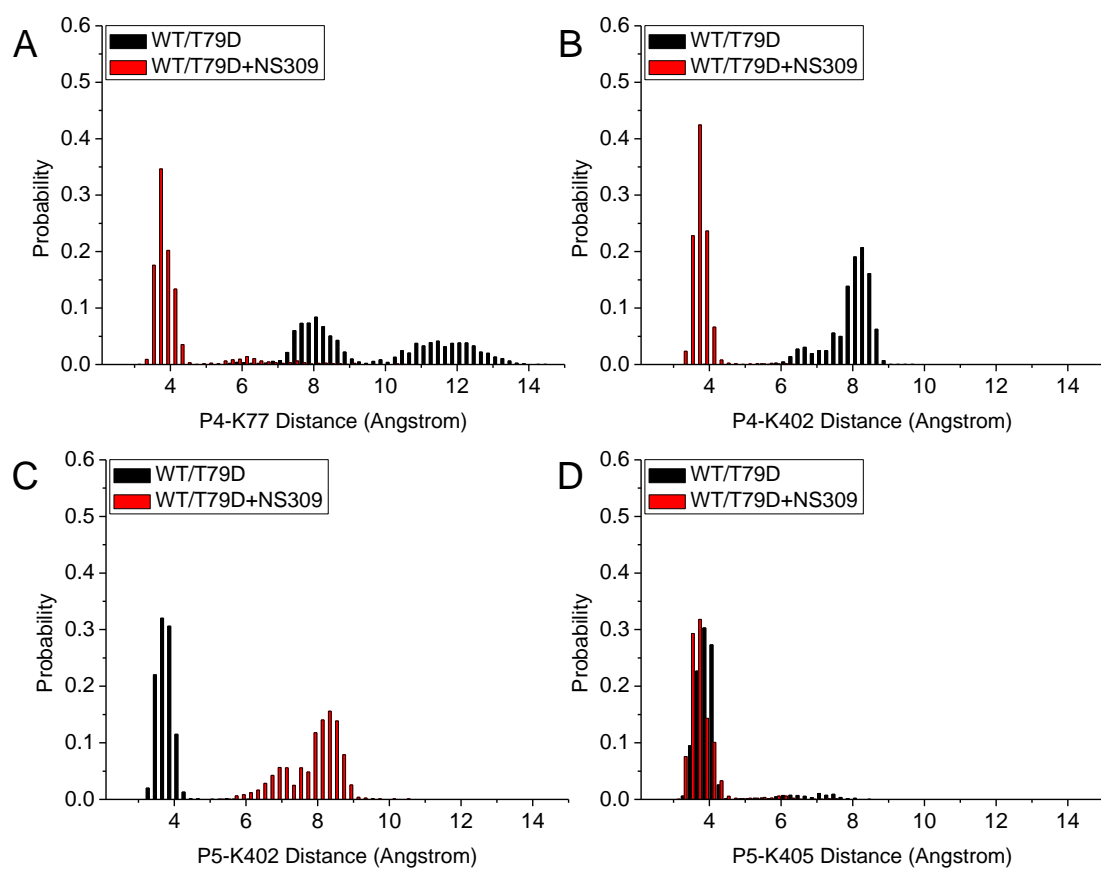 A
WT/T79D
WT/T79D+NS309
0.6
0.5
0.4
0.3
0.2
0.1
0.0
Probability
4 6 8 10 12 14
P4-K77 Distance (Angstrom)
B
WT/T79D
WT/T79D+NS309
0.6
0.5
0.4
0.3
0.2
0.1
0.0
Probability
4 6 8 10 12 14
P4-K402 Distance (Angstrom)
C
WT/T79D
WT/T79D+NS309
0.6
0.5
0.4
0.3
0.2
0.1
0.0
Probability
4 6 8 10 12 14
P5-K402 Distance (Angstrom)
D
WT/T79D
WT/T79D+NS309
0.6
0.5
0.4
0.3
0.2
0.1
0.0
Probability
4 6 8 10 12 14
P5-K405 Distance (Angstrom)